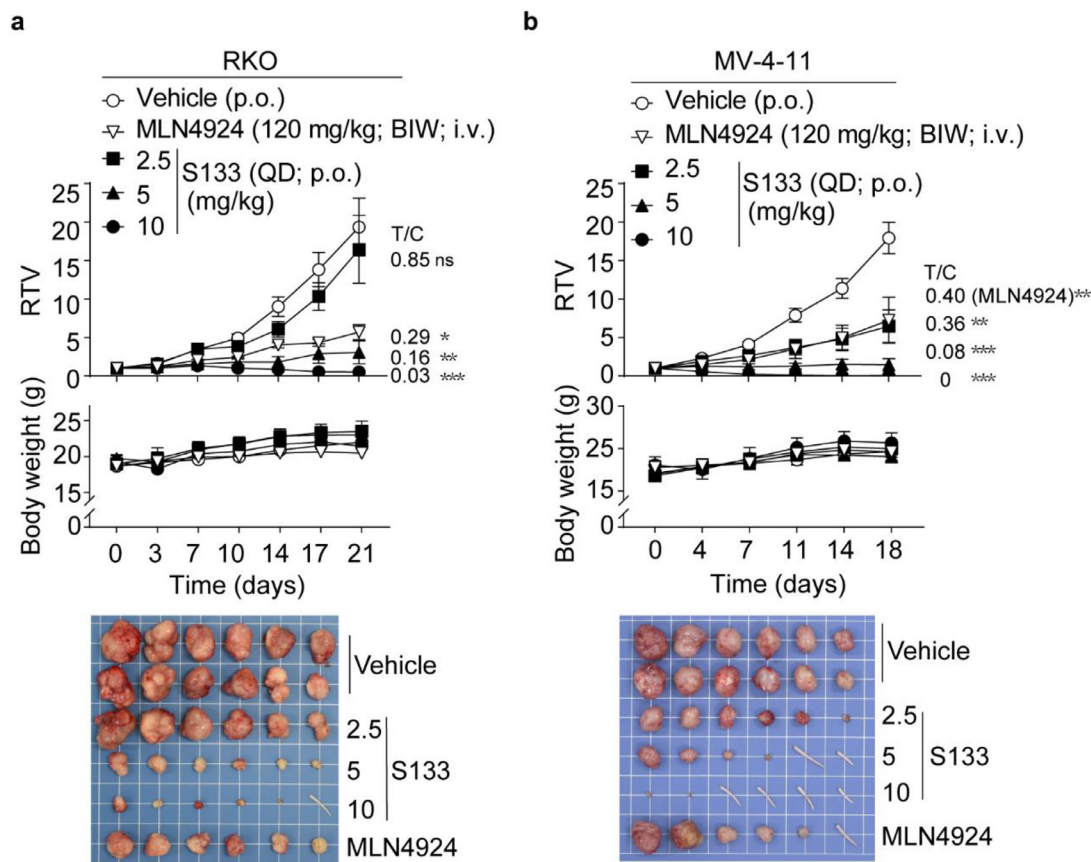 a
RKO
Vehicle (p.o.)
MLN4924 (120 mg/kg; BIW; i.v.)
2.5
5
10
S133 (QD; p.o.)
(mg/kg)
25
20
15
10
5
0
RTV
T/C
0.85 ns
0.29 *
0.16 **
0.03 ***
25
20
15
0
Body weight (g)
0 3 7 10 14 17 21
Time (days)
Vehicle
2.5
5
10
S133
MLN4924
b
MV-4-11
Vehicle (p.o.)
MLN4924 (120 mg/kg; BIW; i.v.)
2.5
5
10
S133 (QD; p.o.)
(mg/kg)
25
20
15
10
5
0
RTV
T/C
0.40 (MLN4924)**
0.36 **
0.08 ***
0 ***
30
25
15
0
Body weight (g)
0 4 7 11 14 18
Time (days)
Vehicle
2.5
5
10
S133
MLN4924